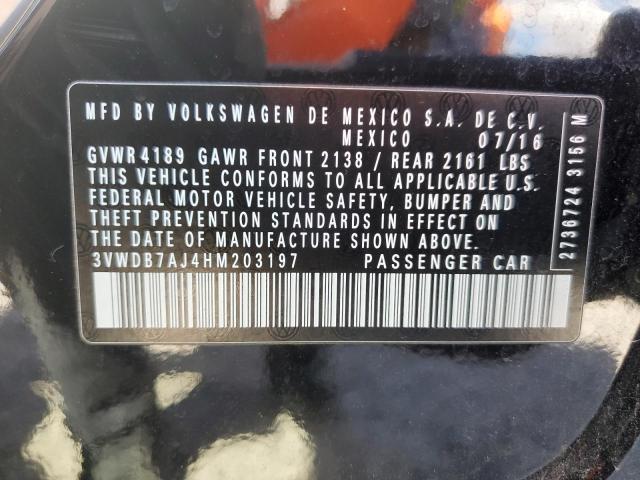 MFD BY VOLKSWAGEN DE MEXICO S.A. DE C.V.
MEXICO 07/16
GVWR 4189 GAWR FRONT 2138 / REAR 2161 LBS
THIS VEHICLE CONFORMS TO ALL APPLICABLE U.S.
FEDERAL MOTOR VEHICLE SAFETY, BUMPER AND
THEFT PREVENTION STANDARDS IN EFFECT ON
THE DATE OF MANUFACTURE SHOWN ABOVE.
3VWDB7AJ4HM203197 PASSENGER CAR
2736724 3156 M